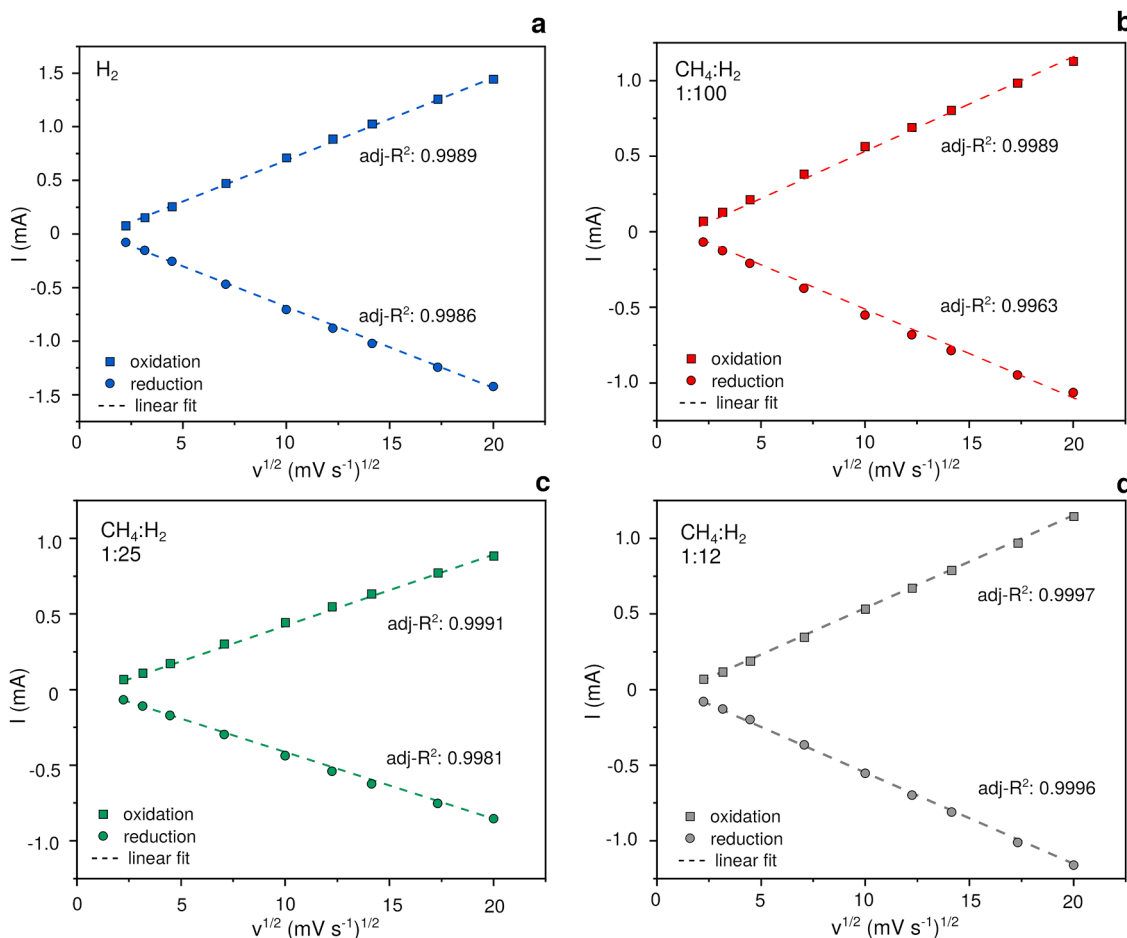 a
H₂
1.5
1.0
0.5
0
-0.5
-1.0
-1.5
I (mA)
adj-R²: 0.9989
adj-R²: 0.9986
oxidation
reduction
linear fit
0 5 10 15 20
v¹/² (mV s⁻¹)¹/²
b
CH₄:H₂
1:100
1.0
0.5
0
-0.5
-1.0
I (mA)
adj-R²: 0.9989
adj-R²: 0.9963
oxidation
reduction
linear fit
0 5 10 15 20
v¹/² (mV s⁻¹)¹/²
c
CH₄:H₂
1:25
1.0
0.5
0
-0.5
-1.0
I (mA)
adj-R²: 0.9991
adj-R²: 0.9981
oxidation
reduction
linear fit
0 5 10 15 20
v¹/² (mV s⁻¹)¹/²
d
CH₄:H₂
1:12
1.0
0.5
0
-0.5
-1.0
I (mA)
adj-R²: 0.9997
adj-R²: 0.9996
oxidation
reduction
linear fit
0 5 10 15 20
v¹/² (mV s⁻¹)¹/²